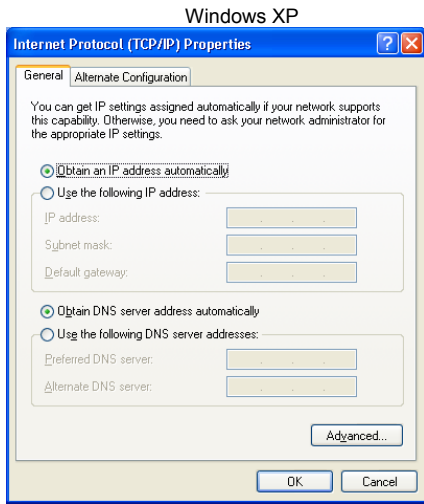 Windows XP
Internet Protocol (TCP/IP) Properties
General
Alternate Configuration
You can get IP settings assigned automatically if your network supports
this capability. Otherwise, you need to ask your network administrator for
the appropriate IP settings.
Obtain an IP address automatically
Use the following IP address:
IP address:
Subnet mask:
Default gateway:
Obtain DNS server address automatically
Use the following DNS server addresses:
Preferred DNS server:
Alternate DNS server:
Advanced...
OK
Cancel